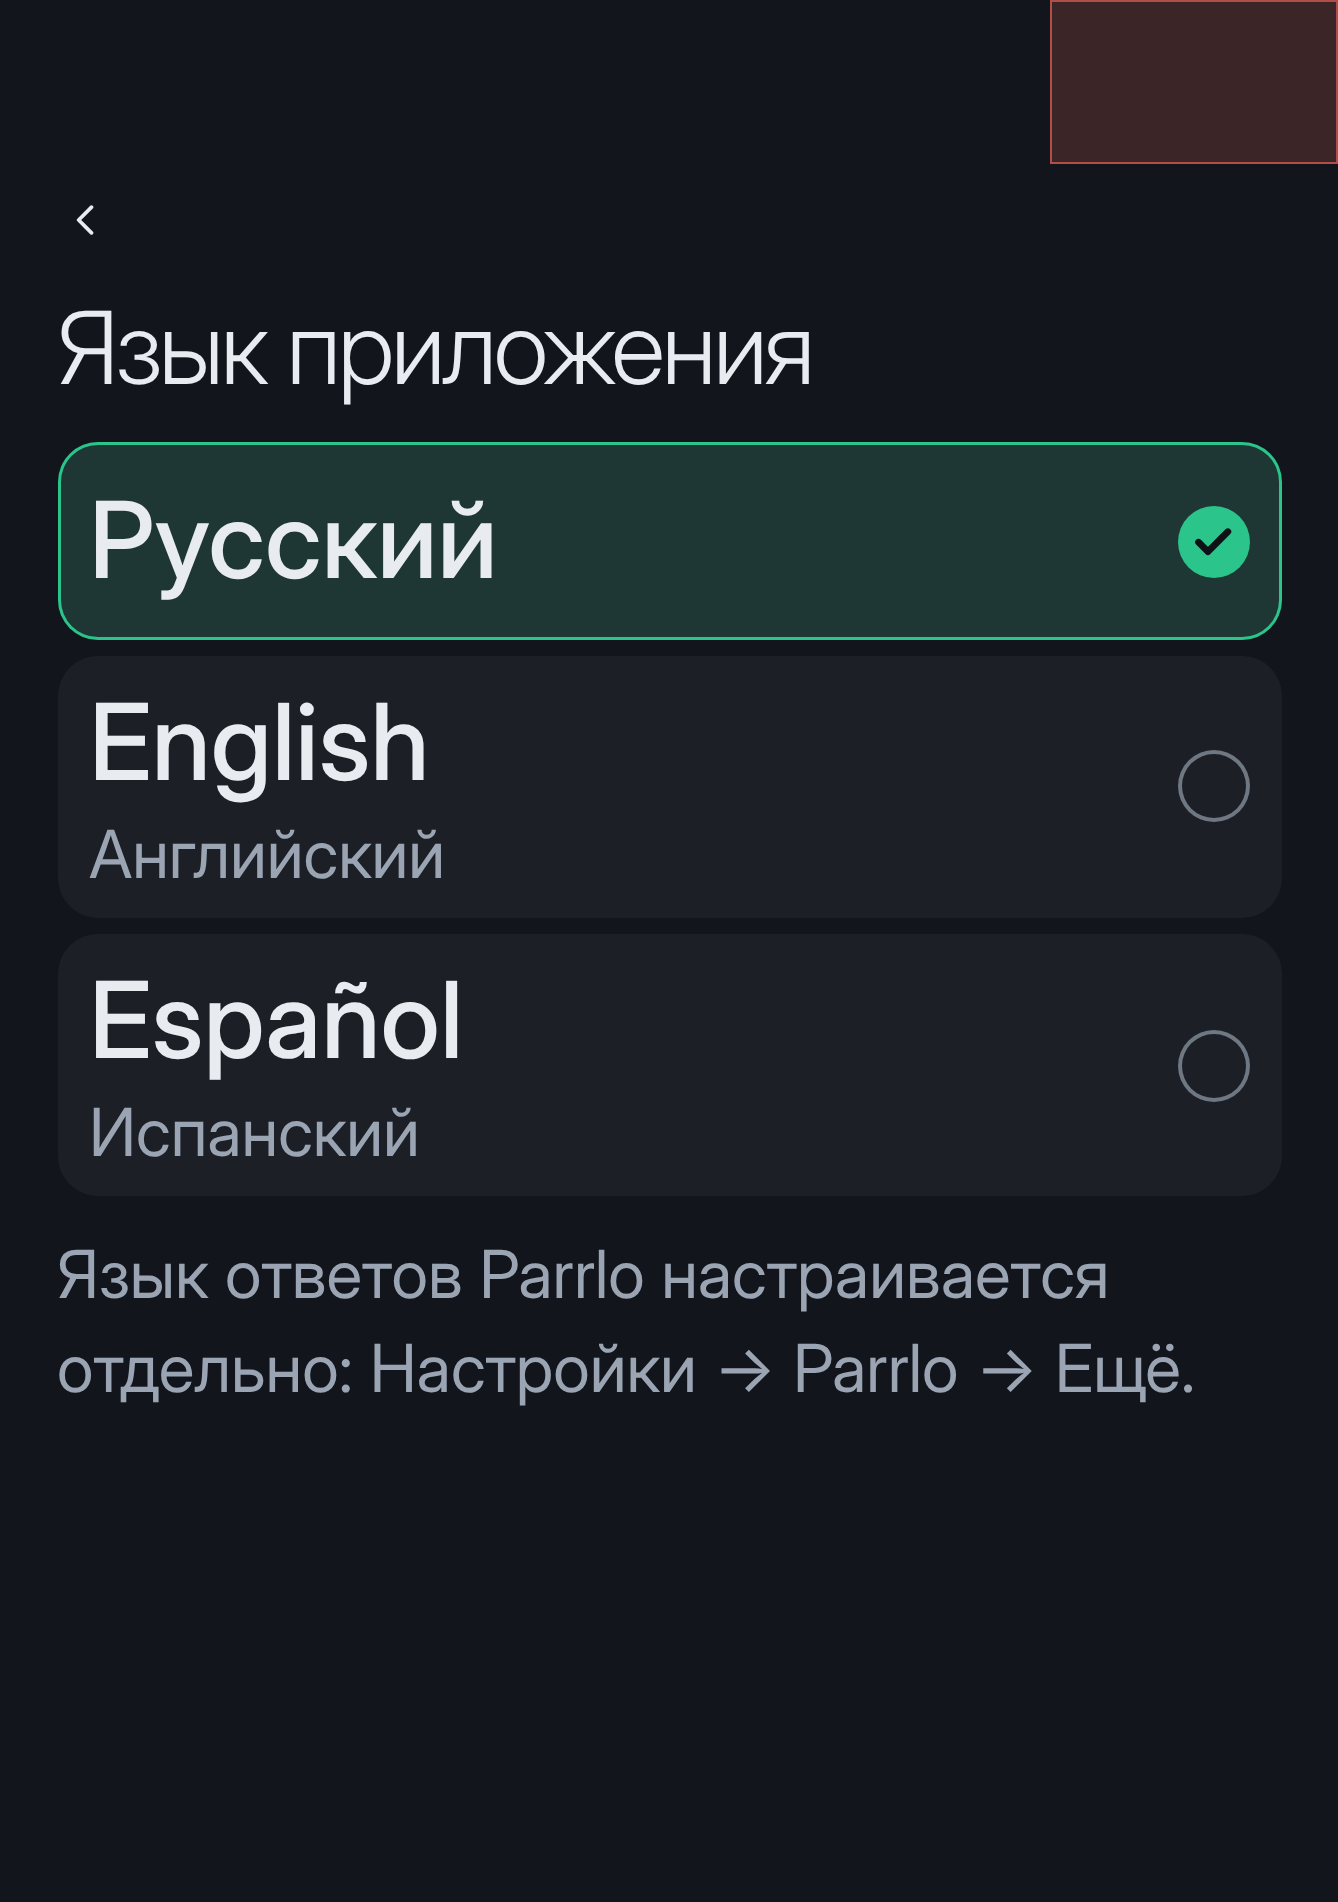 Язык приложения
Русский
English
Английский
Español
Испанский
Язык ответов Parrlo настраивается
отдельно: Настройки → Parrlo → Ещё.